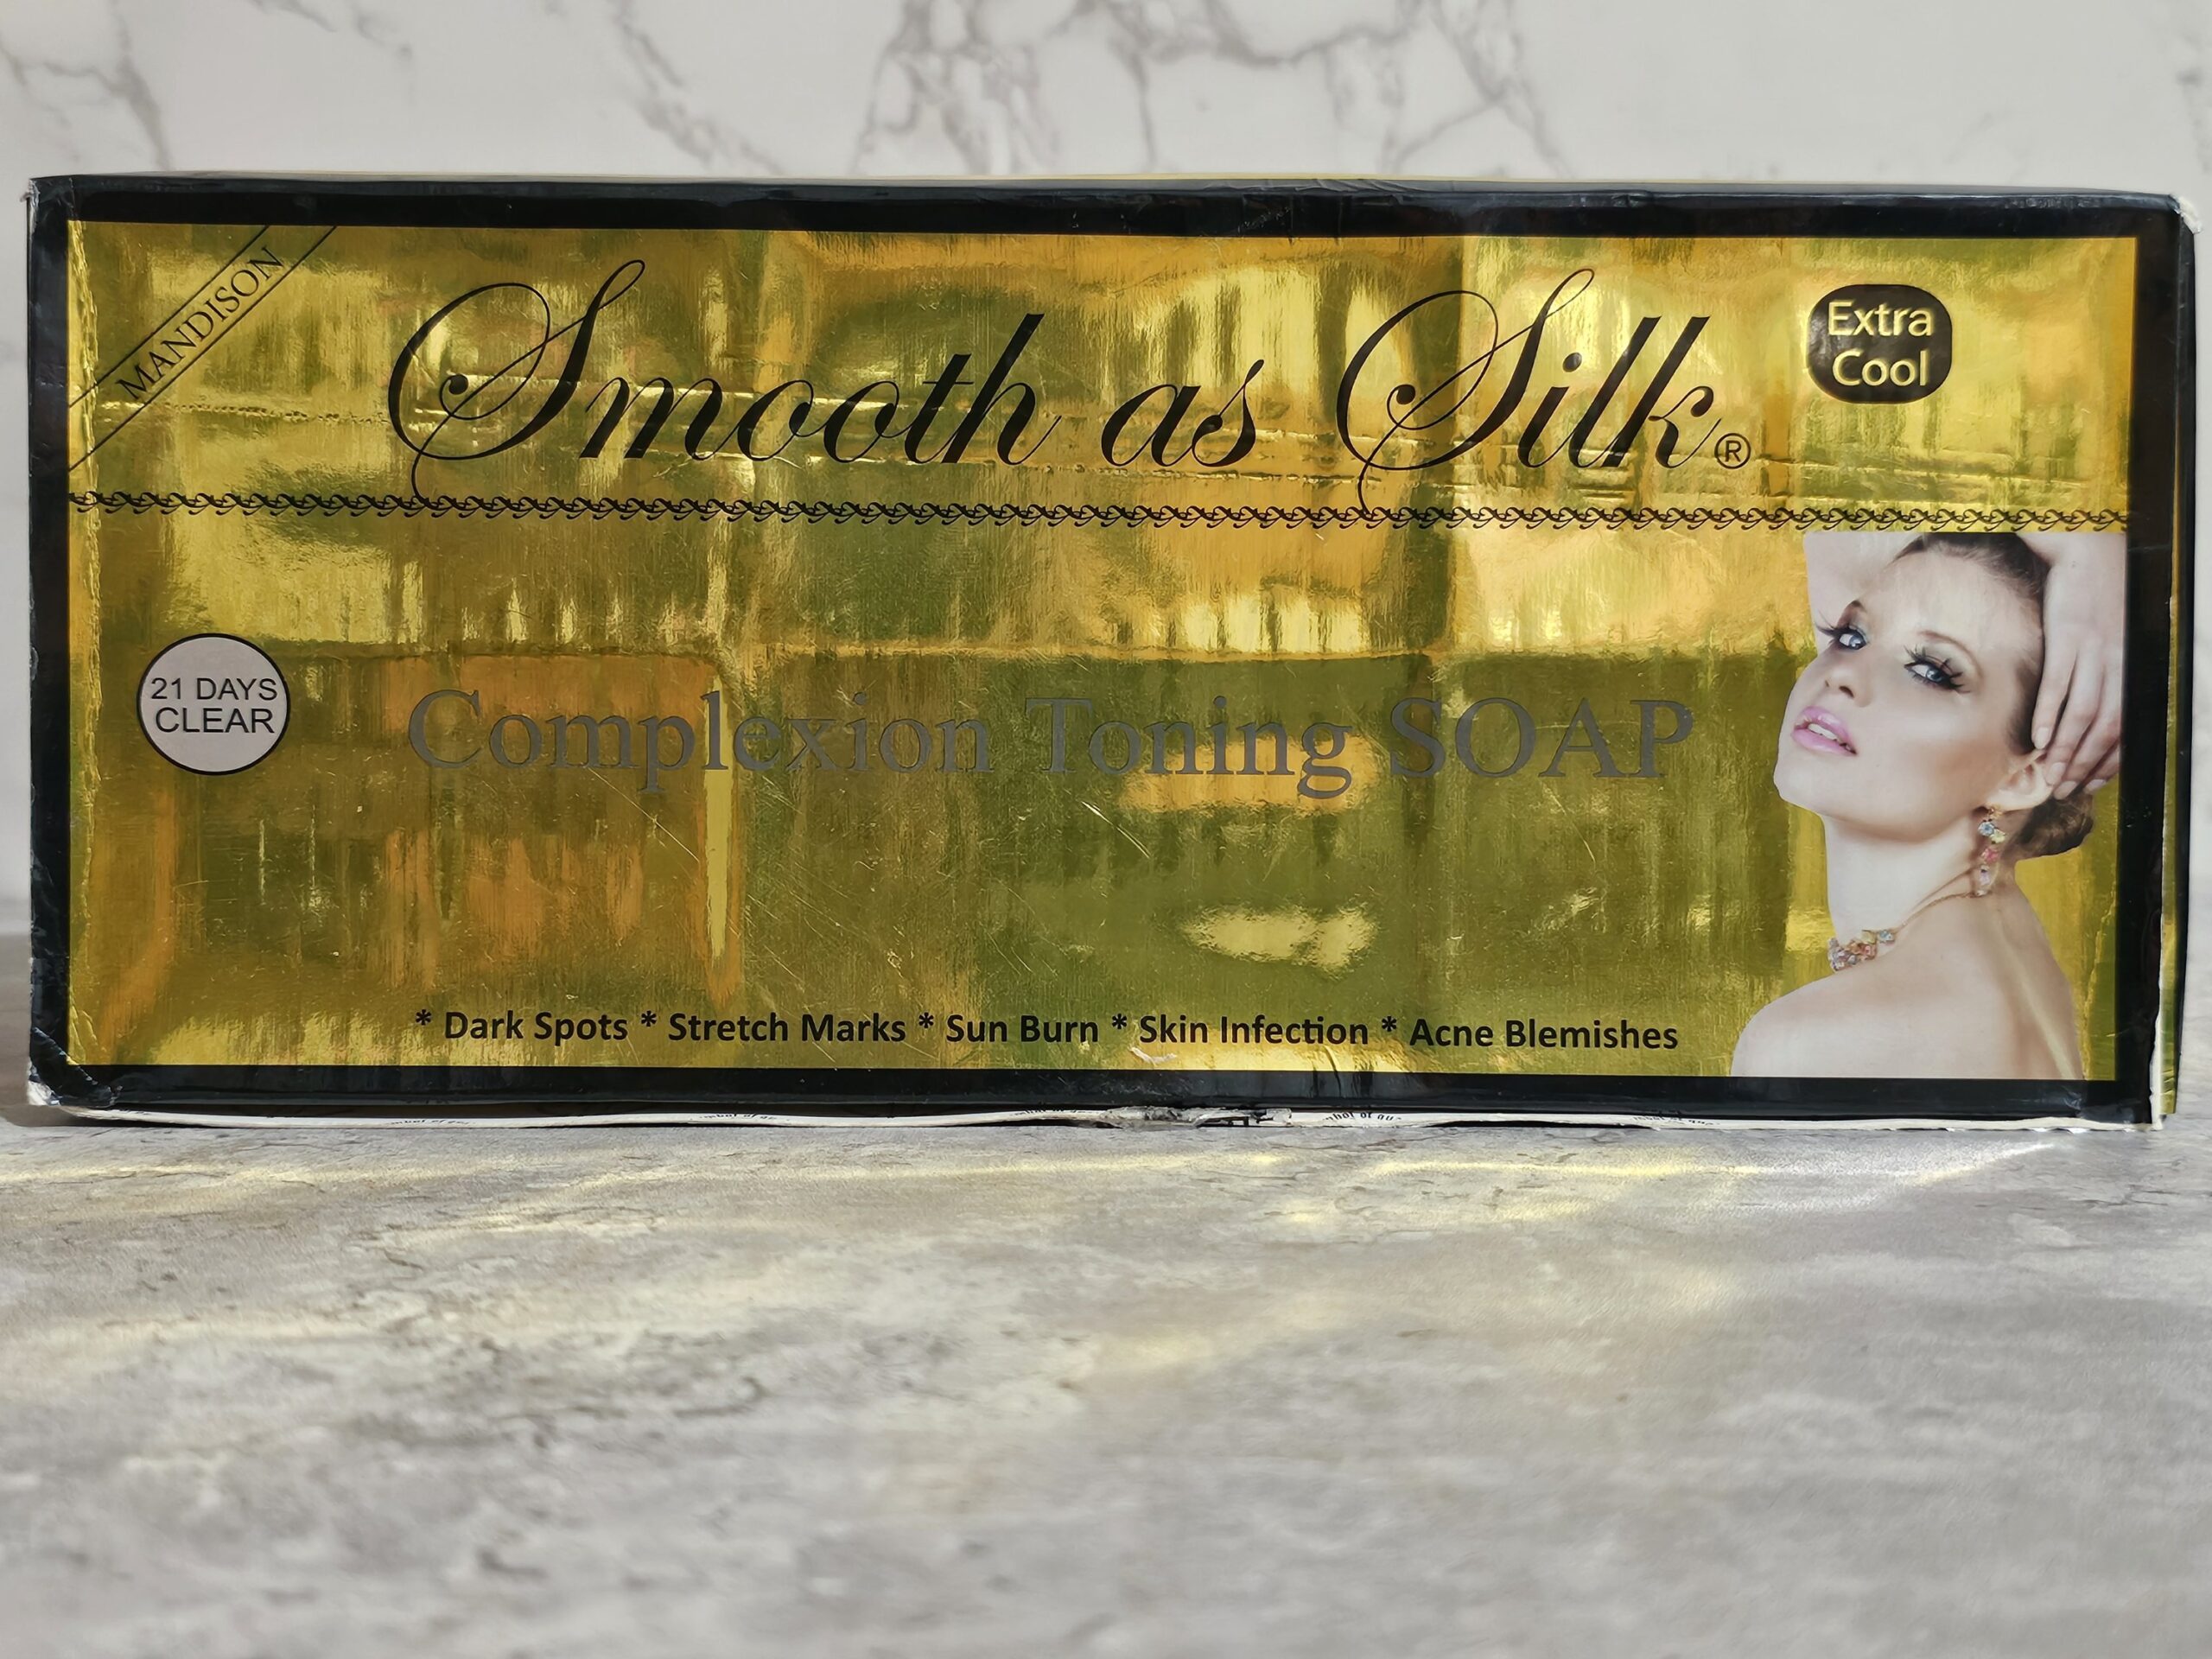 MANDISON
Smooth as Silk®
Extra
Cool
21 DAYS
CLEAR
Complexion Toning SOAP
* Dark Spots * Stretch Marks * Sun Burn * Skin Infection * Acne Blemishes